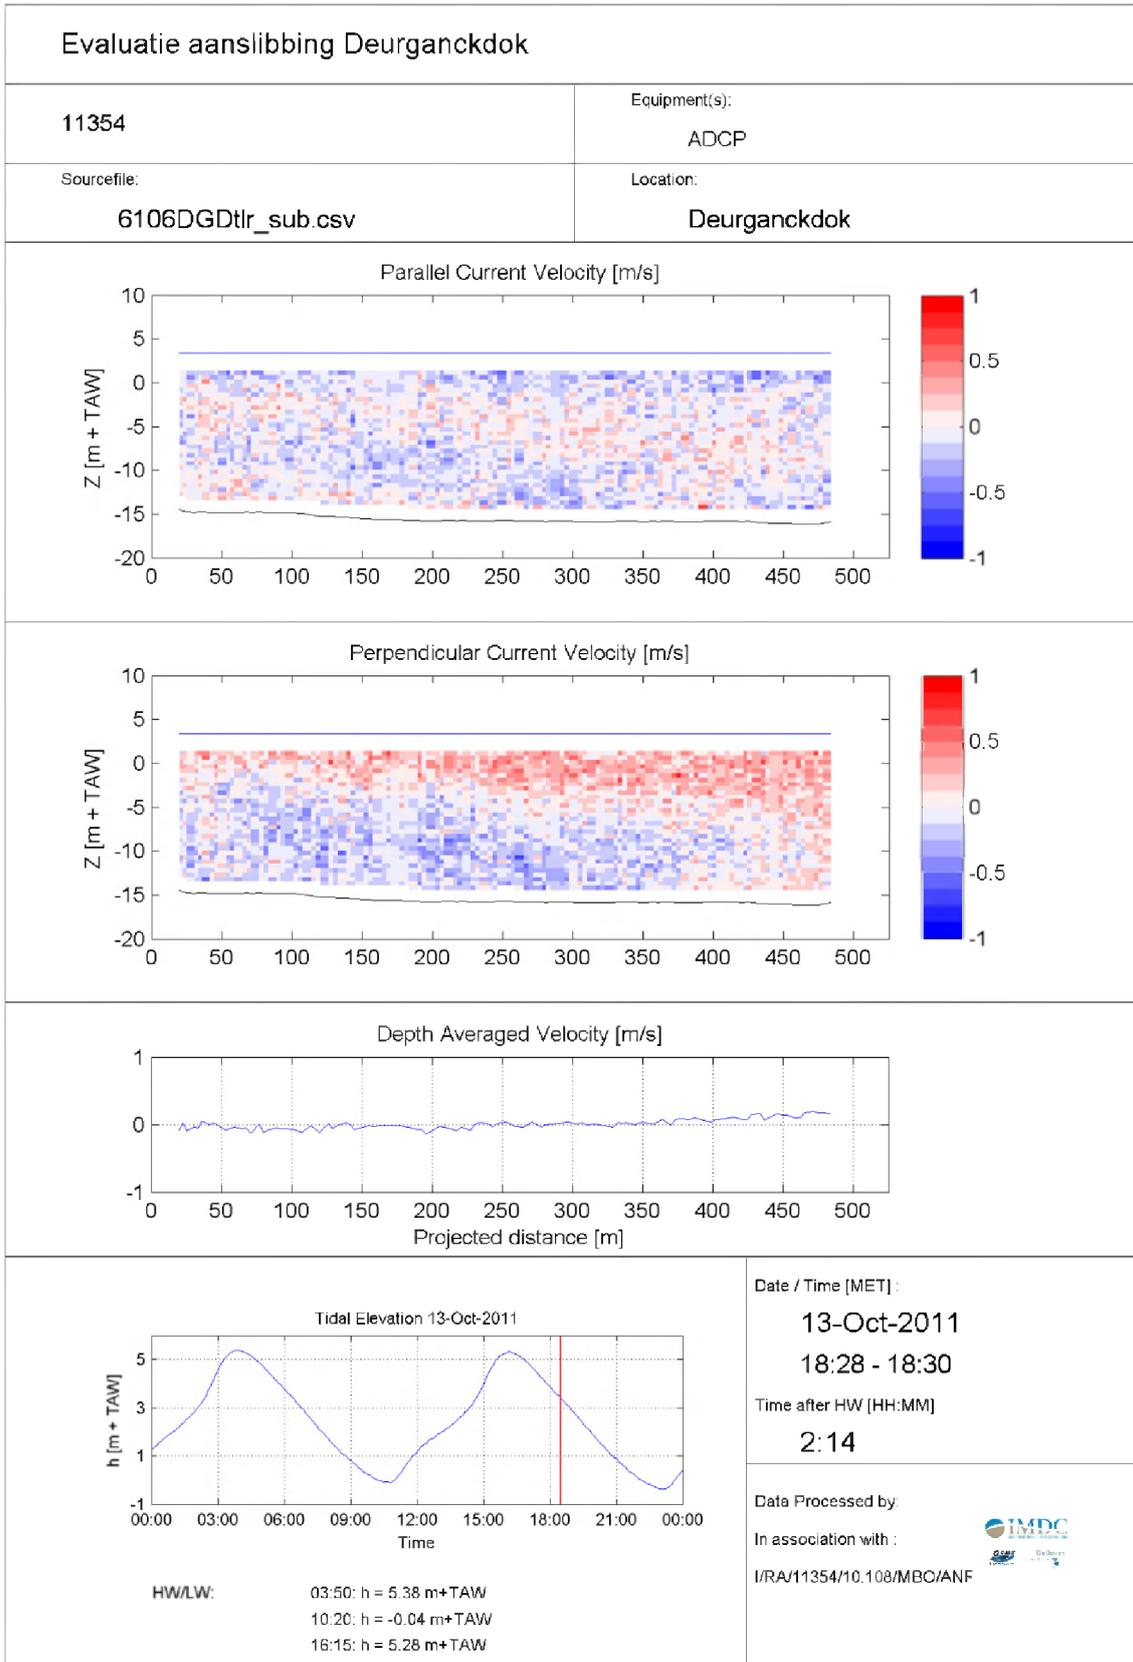 Evaluatie aanslibbing Deurganckdok
11354
Equipment(s):
ADCP
Sourcefile:
6106DGDtlr_sub.csv
Location:
Deurganckdok
Parallel Current Velocity [m/s]
10
5
0
-5
-10
-15
-20
Z [m + TAW]
0 50 100 150 200 250 300 350 400 450 500
1
0.5
0
-0.5
-1
Perpendicular Current Velocity [m/s]
10
5
0
-5
-10
-15
-20
Z [m + TAW]
0 50 100 150 200 250 300 350 400 450 500
1
0.5
0
-0.5
-1
Depth Averaged Velocity [m/s]
1
0
-1
0 50 100 150 200 250 300 350 400 450 500
Projected distance [m]
Tidal Elevation 13-Oct-2011
5
3
1
-1
h [m + TAW]
00:00 03:00 06:00 09:00 12:00 15:00 18:00 21:00 00:00
Time
HW/LW:
03:50: h = 5.38 m+TAW
10:20: h = -0.04 m+TAW
16:15: h = 5.28 m+TAW
Date / Time [MET] :
13-Oct-2011
18:28 - 18:30
Time after HW [HH:MM]
2:14
Data Processed by:
IMDC
In association with :
I/RA/11354/10.108/MBO/ANF